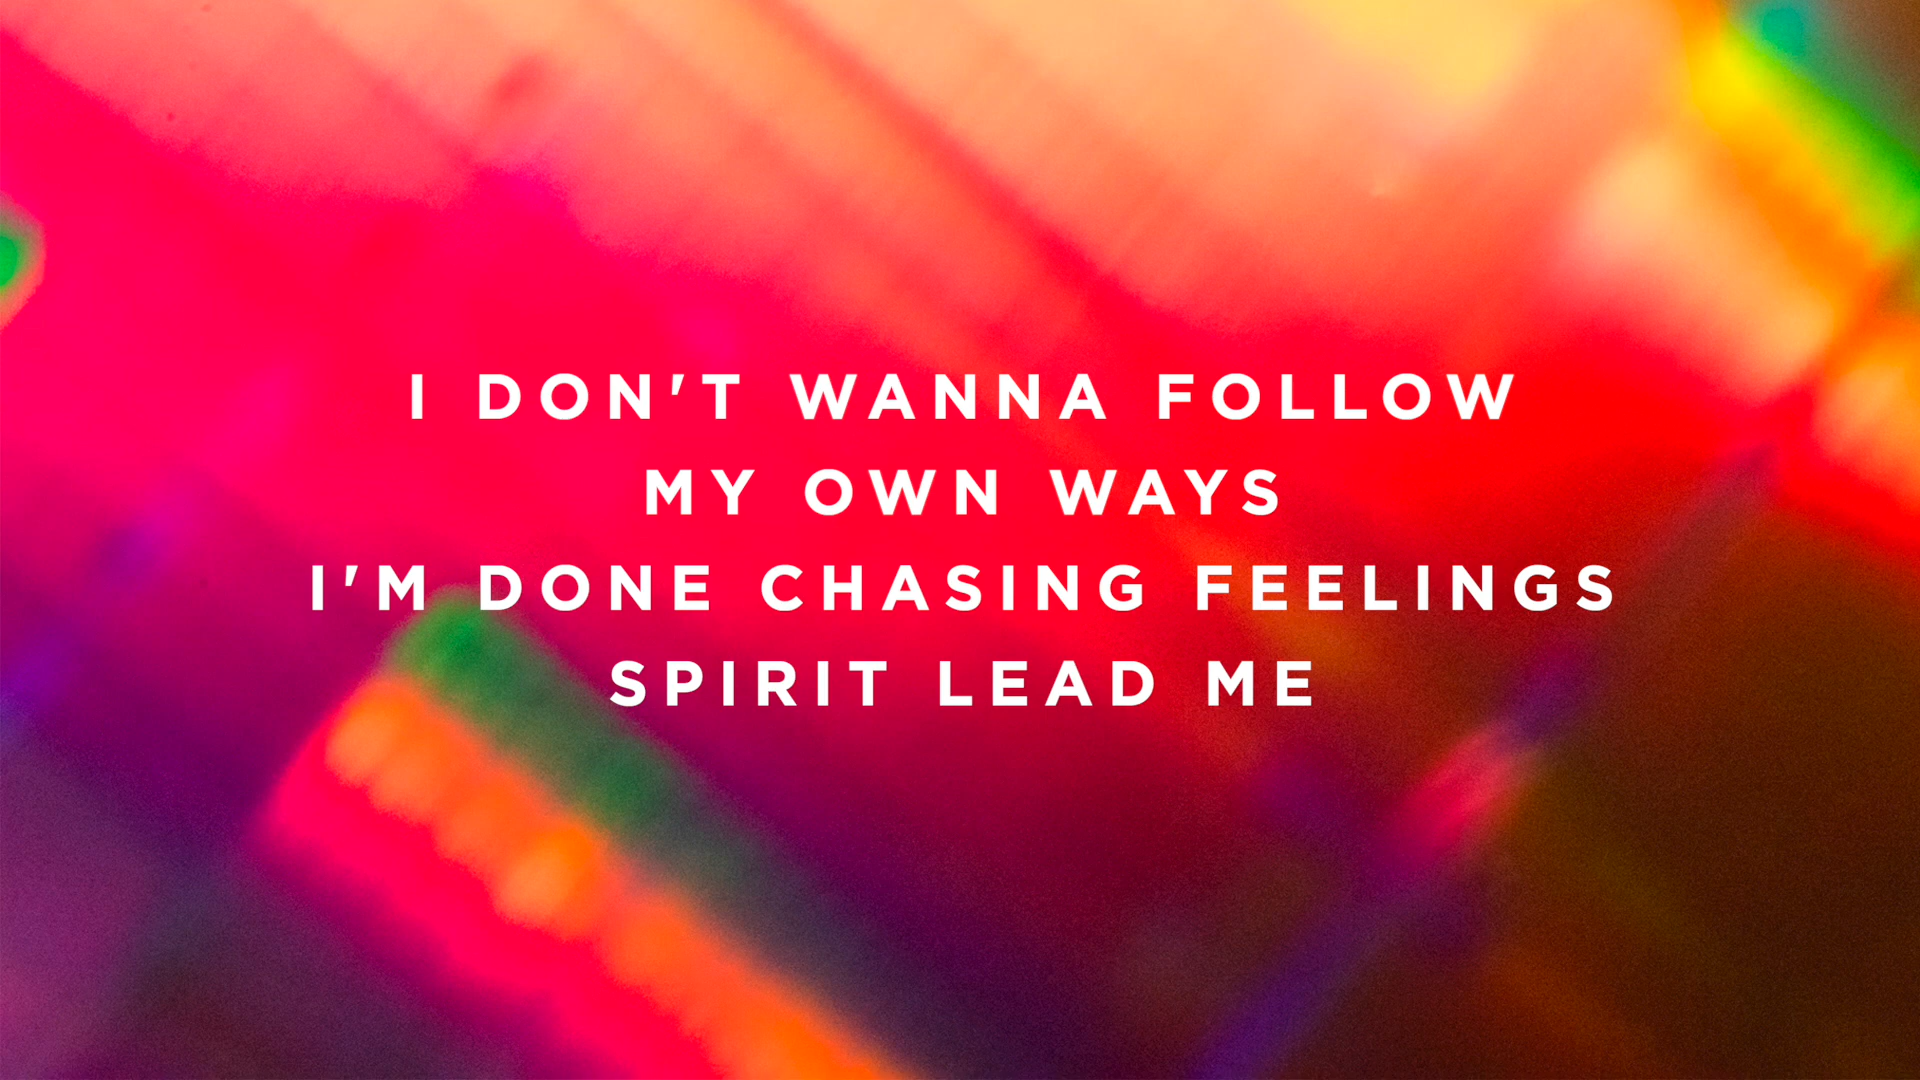 I DON'T WANNA FOLLOW
MY OWN WAYS
I'M DONE CHASING FEELINGS
SPIRIT LEAD ME